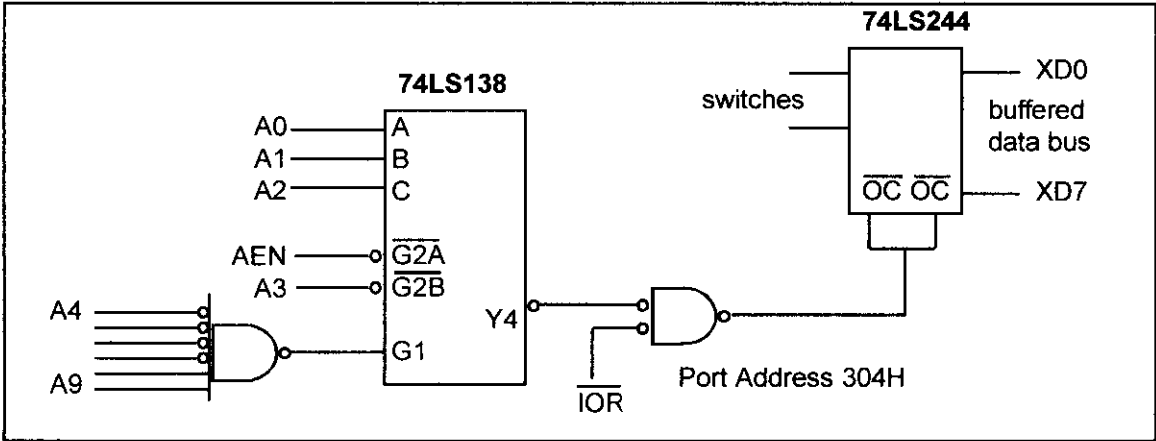 74LS244
74LS138
switches
XD0
buffered
data bus
XD7
OC OC
A0
A
A1
B
A2
C
AEN
G2A
A3
G2B
Y4
A4
G1
A9
IOR
Port Address 304H